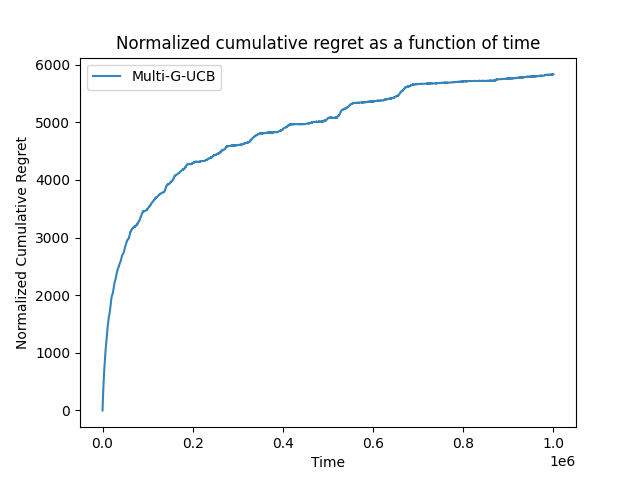 Normalized cumulative regret as a function of time
Multi-G-UCB
Normalized Cumulative Regret
6000
5000
4000
3000
2000
1000
0
0.0 0.2 0.4 0.6 0.8 1.0
1e6
Time